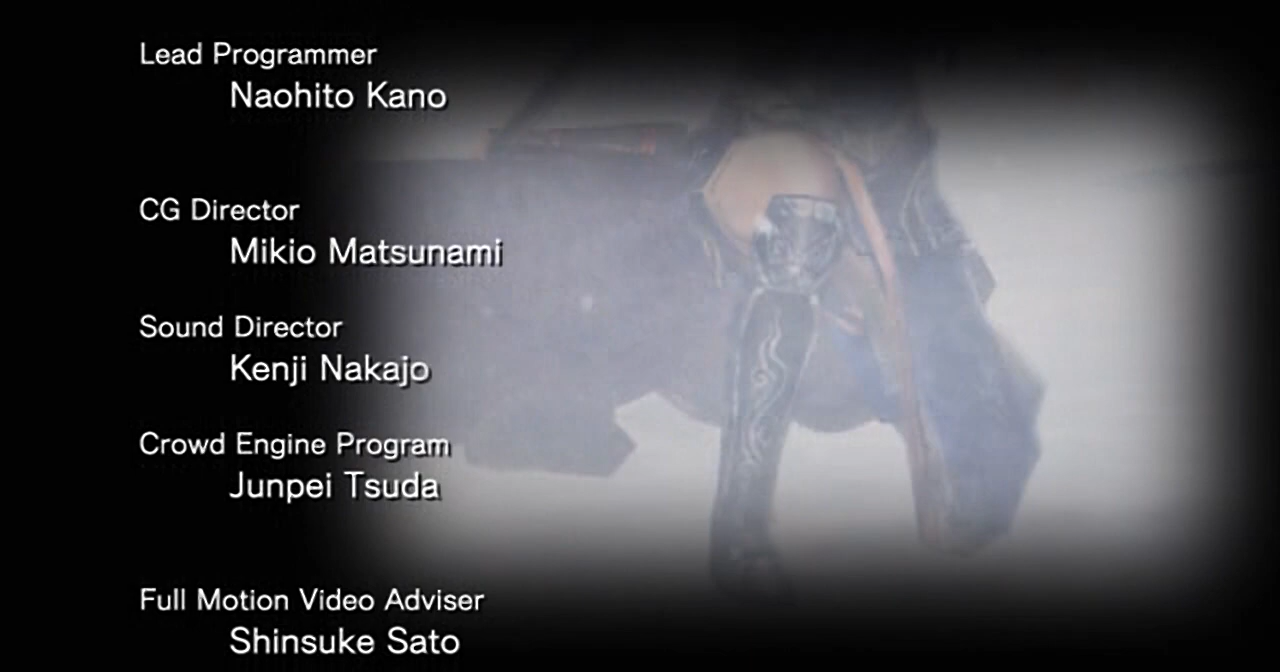 Lead Programmer
Naohito Kano
CG Director
Mikio Matsunami
Sound Director
Kenji Nakajo
Crowd Engine Program
Junpei Tsuda
Full Motion Video Adviser
Shinsuke Sato